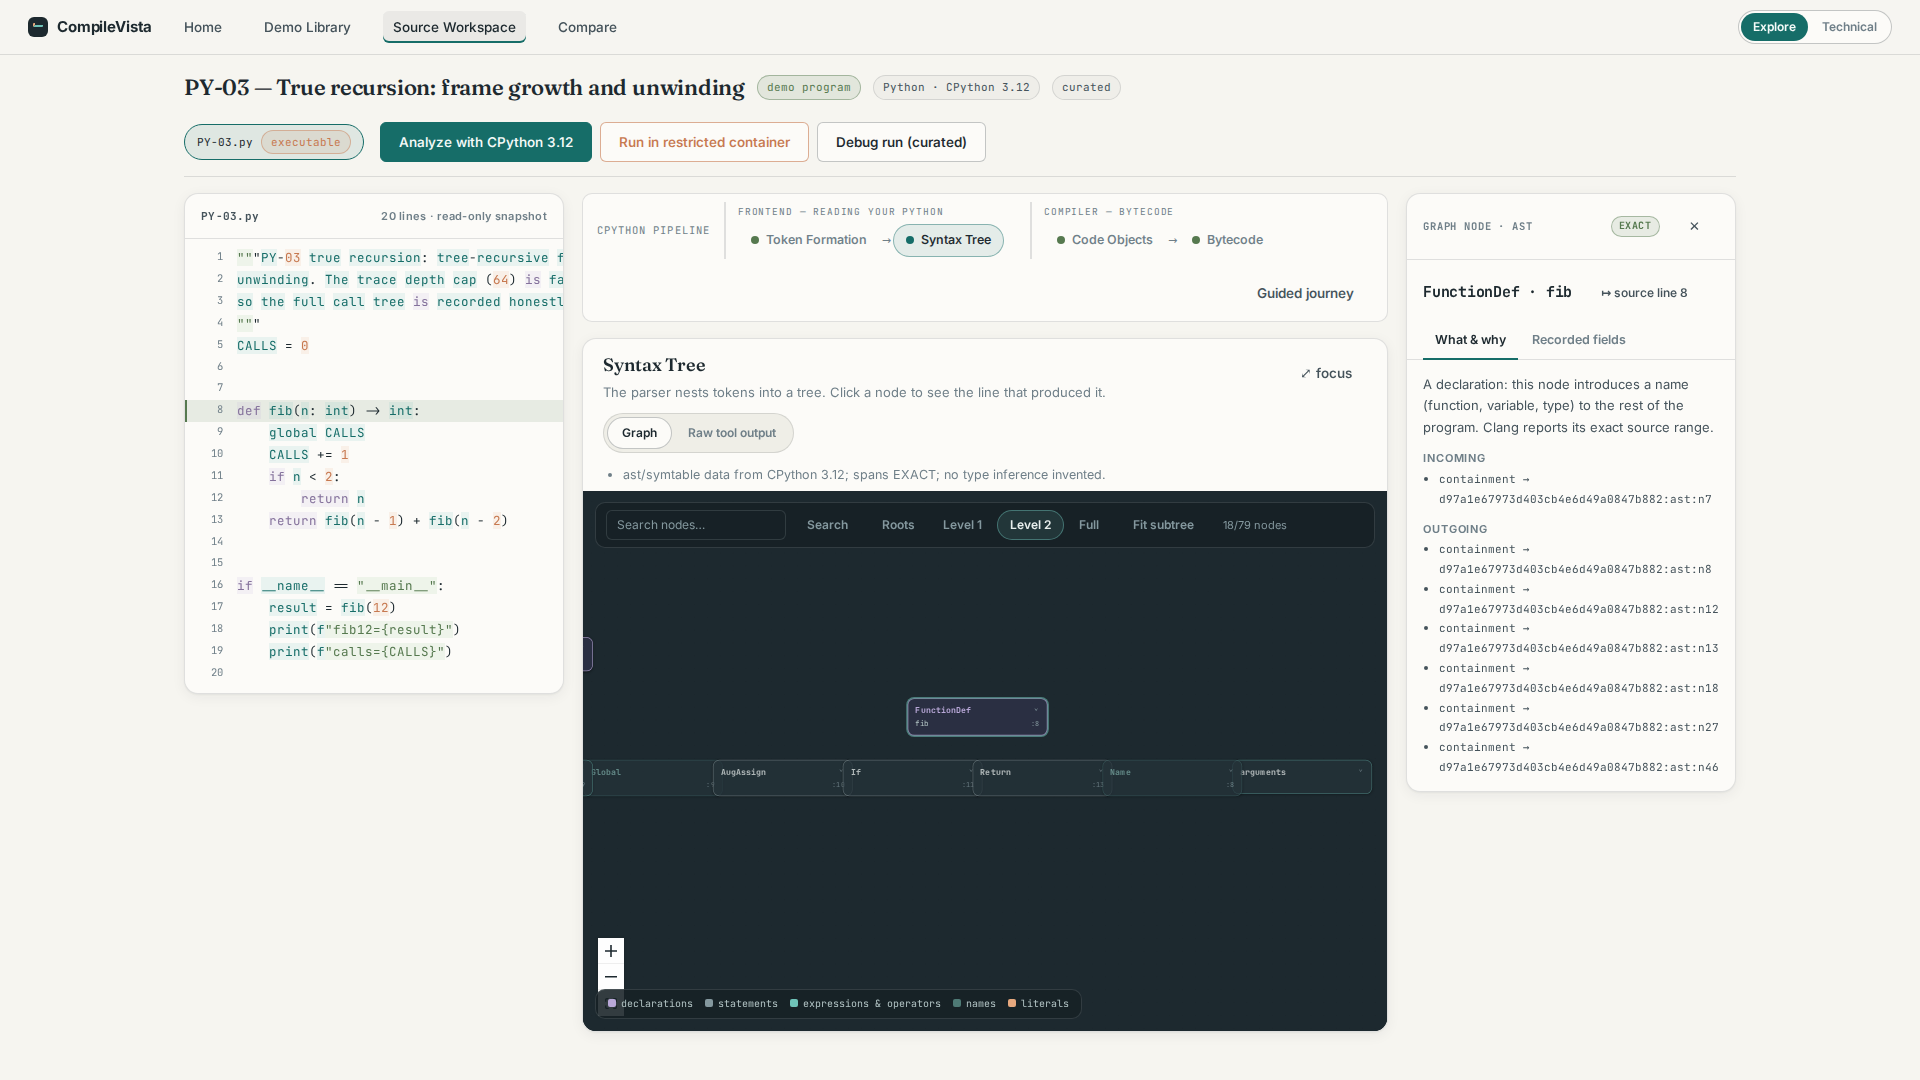 CompileVista
Home
Demo Library
Source Workspace
Compare
Explore
Technical
PY-03 — True recursion: frame growth and unwinding
demo program
Python · CPython 3.12
curated
PY-03.py
executable
Analyze with CPython 3.12
Run in restricted container
Debug run (curated)
PY-03.py
20 lines · read-only snapshot
1 """PY-03 true recursion: tree-recursive f
2 unwinding. The trace depth cap (64) is fa
3 so the full call tree is recorded honestl
4 """
5 CALLS = 0
6
7
8 def fib(n: int) -> int:
9 global CALLS
10 CALLS += 1
11 if n < 2:
12 return n
13 return fib(n - 1) + fib(n - 2)
14
15
16 if __name__ == "__main__":
17 result = fib(12)
18 print(f"fib12={result}")
19 print(f"calls={CALLS}")
20
CPYTHON PIPELINE
FRONTEND — READING YOUR PYTHON
Token Formation → Syntax Tree
COMPILER — BYTECODE
Code Objects → Bytecode
Guided journey
Syntax Tree
The parser nests tokens into a tree. Click a node to see the line that produced it.
⤢ focus
Graph
Raw tool output
• ast/symtable data from CPython 3.12; spans EXACT; no type inference invented.
Search nodes…
Search
Roots
Level 1
Level 2
Full
Fit subtree
18/79 nodes
FunctionDef
fib :8
Global
AugAssign
If
Return
Name
arguments
+
−
declarations
statements
expressions & operators
names
literals
GRAPH NODE · AST
EXACT
×
FunctionDef · fib
↦ source line 8
What & why
Recorded fields
A declaration: this node introduces a name
(function, variable, type) to the rest of the
program. Clang reports its exact source range.
INCOMING
• containment →
d97a1e67973d403cb4e6d49a0847b882:ast:n7
OUTGOING
• containment →
d97a1e67973d403cb4e6d49a0847b882:ast:n8
• containment →
d97a1e67973d403cb4e6d49a0847b882:ast:n12
• containment →
d97a1e67973d403cb4e6d49a0847b882:ast:n13
• containment →
d97a1e67973d403cb4e6d49a0847b882:ast:n18
• containment →
d97a1e67973d403cb4e6d49a0847b882:ast:n27
• containment →
d97a1e67973d403cb4e6d49a0847b882:ast:n46